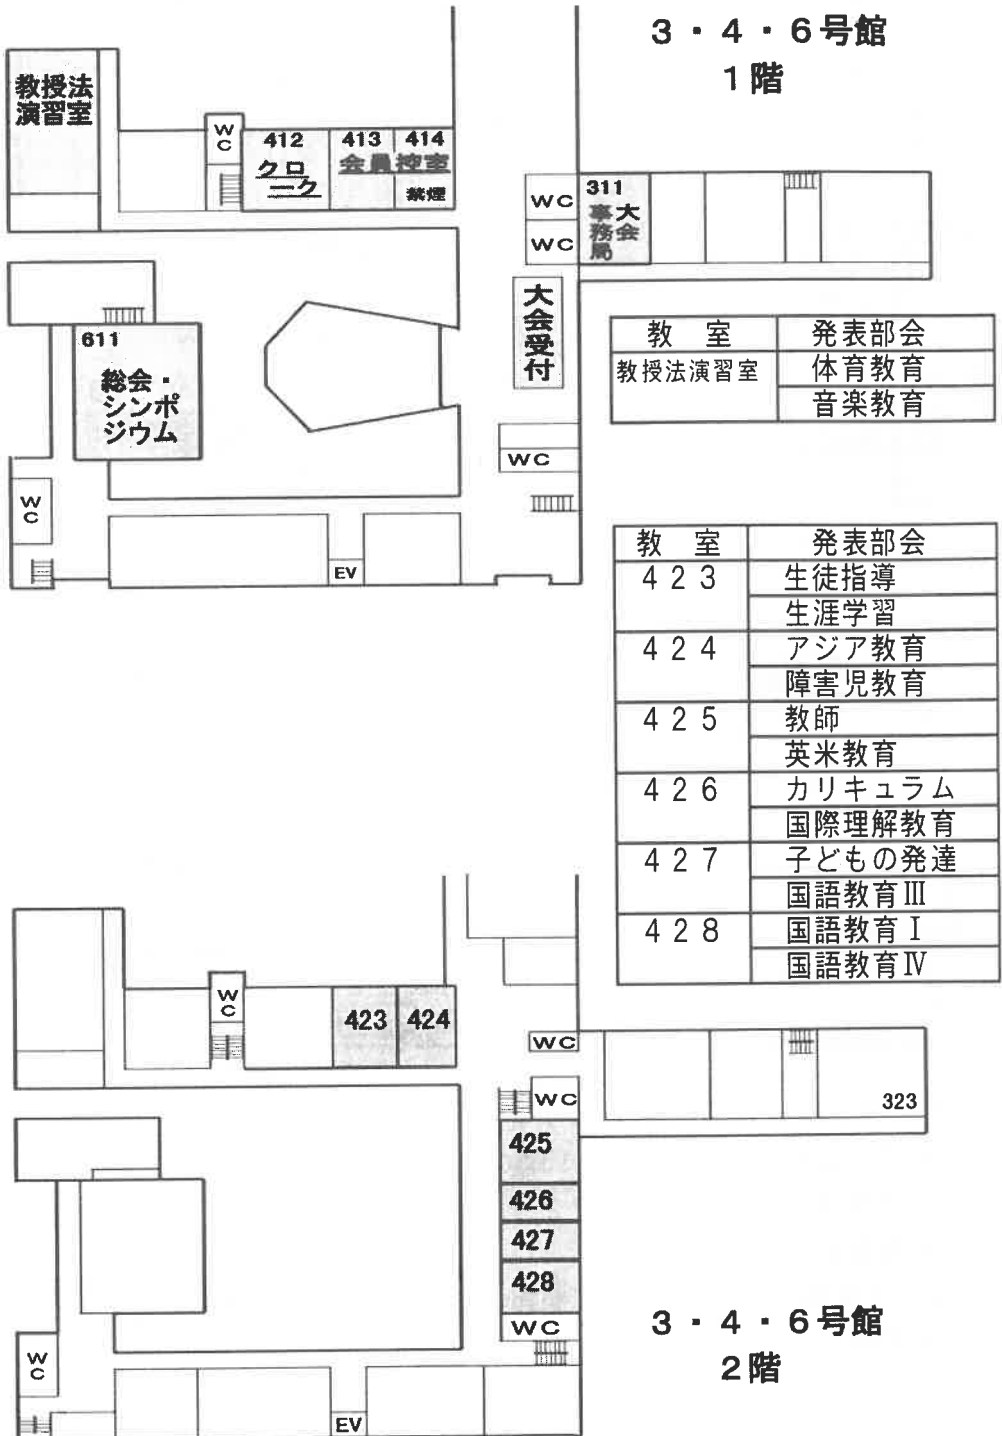 3・4・6号館
1階
教授法
演習室
WC
412
クロ
ーク
413
414
会員控室
禁煙
WC
WC
311
大会
事務局
大会受付
611
総会・
シンポ
ジウム
WC
WC
EV
教 室 発表部会
教授法演習室 体育教育
音楽教育
教 室 発表部会
423 生徒指導
生涯学習
424 アジア教育
障害児教育
425 教師
英米教育
426 カリキュラム
国際理解教育
427 子どもの発達
国語教育Ⅲ
428 国語教育Ⅰ
国語教育Ⅳ
WC
423
424
WC
WC
323
425
426
427
428
WC
WC
EV
3・4・6号館
2階